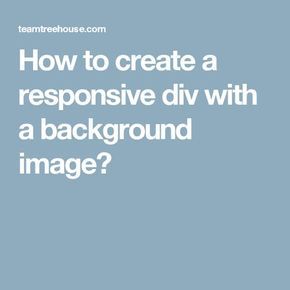 teamtreehouse.com
How to create a
responsive div with
a background
image?